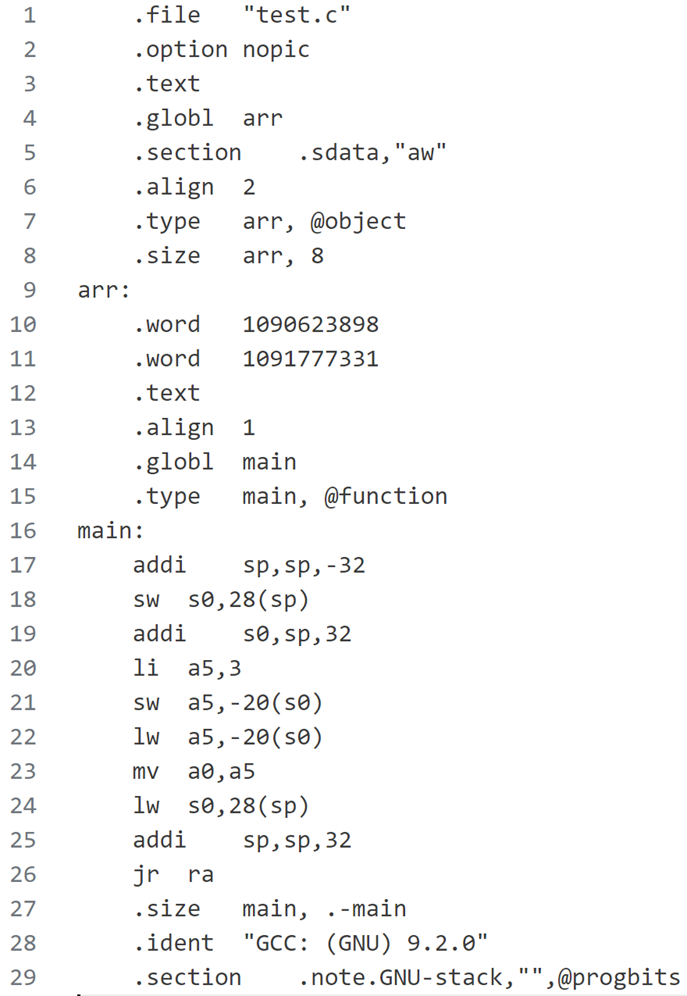 1 .file "test.c"
2 .option nopic
3 .text
4 .globl arr
5 .section .sdata,"aw"
6 .align 2
7 .type arr, @object
8 .size arr, 8
9 arr:
10 .word 1090623898
11 .word 1091777331
12 .text
13 .align 1
14 .globl main
15 .type main, @function
16 main:
17 addi sp,sp,-32
18 sw s0,28(sp)
19 addi s0,sp,32
20 li a5,3
21 sw a5,-20(s0)
22 lw a5,-20(s0)
23 mv a0,a5
24 lw s0,28(sp)
25 addi sp,sp,32
26 jr ra
27 .size main, .-main
28 .ident "GCC: (GNU) 9.2.0"
29 .section .note.GNU-stack,"",@progbits